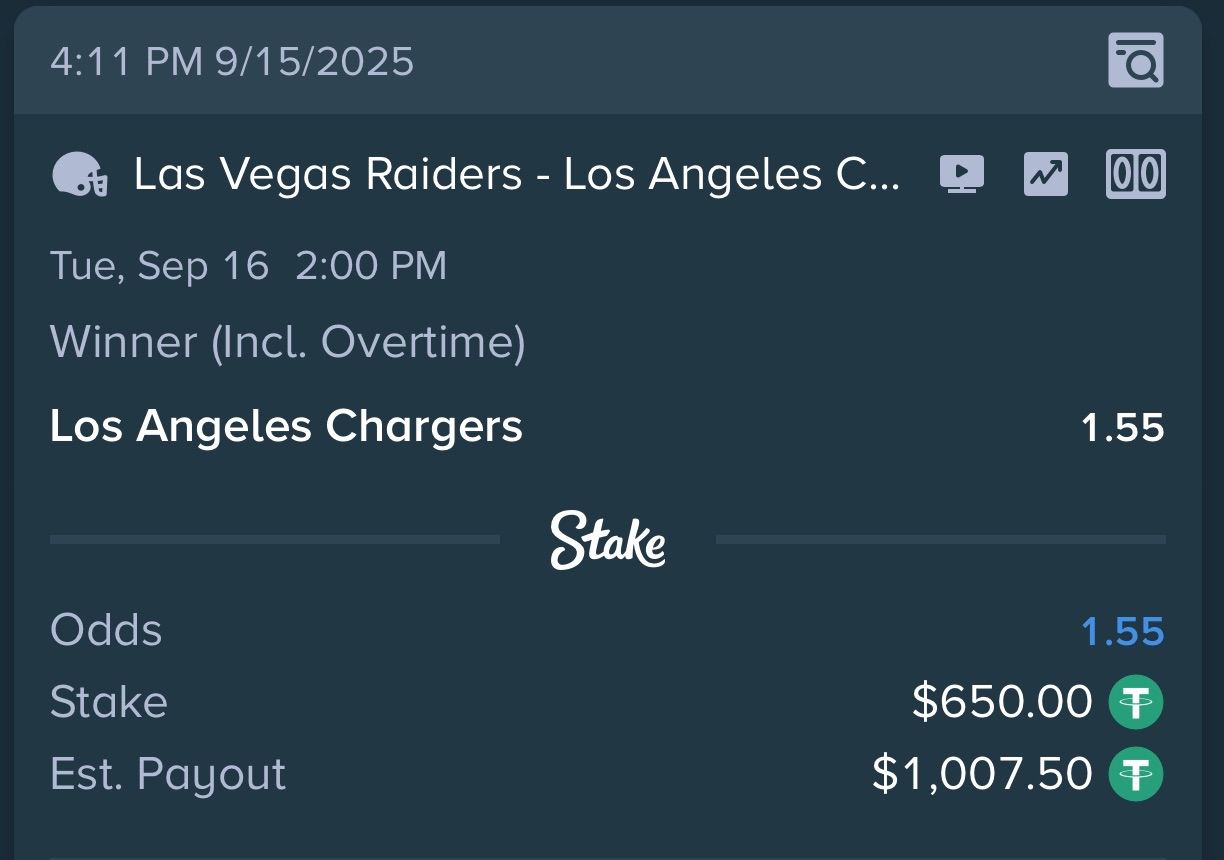 4:11 PM 9/15/2025
Las Vegas Raiders - Los Angeles C...
Tue, Sep 16 2:00 PM
Winner (Incl. Overtime)
Los Angeles Chargers 1.55
Stake
Odds 1.55
Stake $650.00
Est. Payout $1,007.50